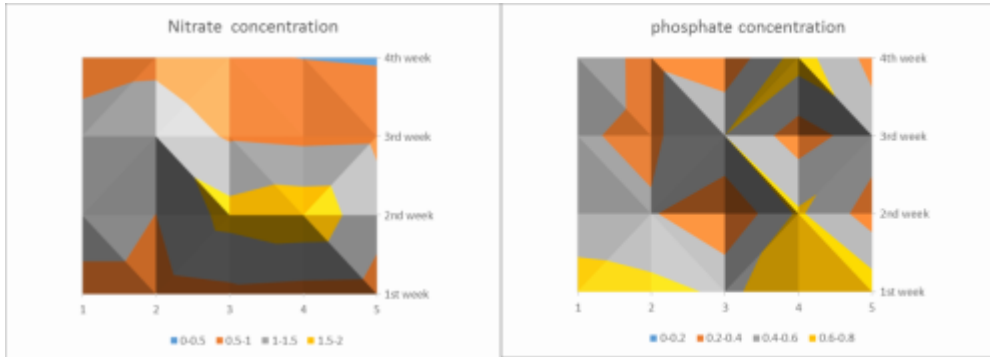 Nitrate concentration
4th week
3rd week
2nd week
1st week
1 2 3 4 5
0-0.5 0.5-1 1-1.5 1.5-2
phosphate concentration
4th week
3rd week
2nd week
1st week
1 2 3 4 5
0-0.2 0.2-0.4 0.4-0.6 0.6-0.8